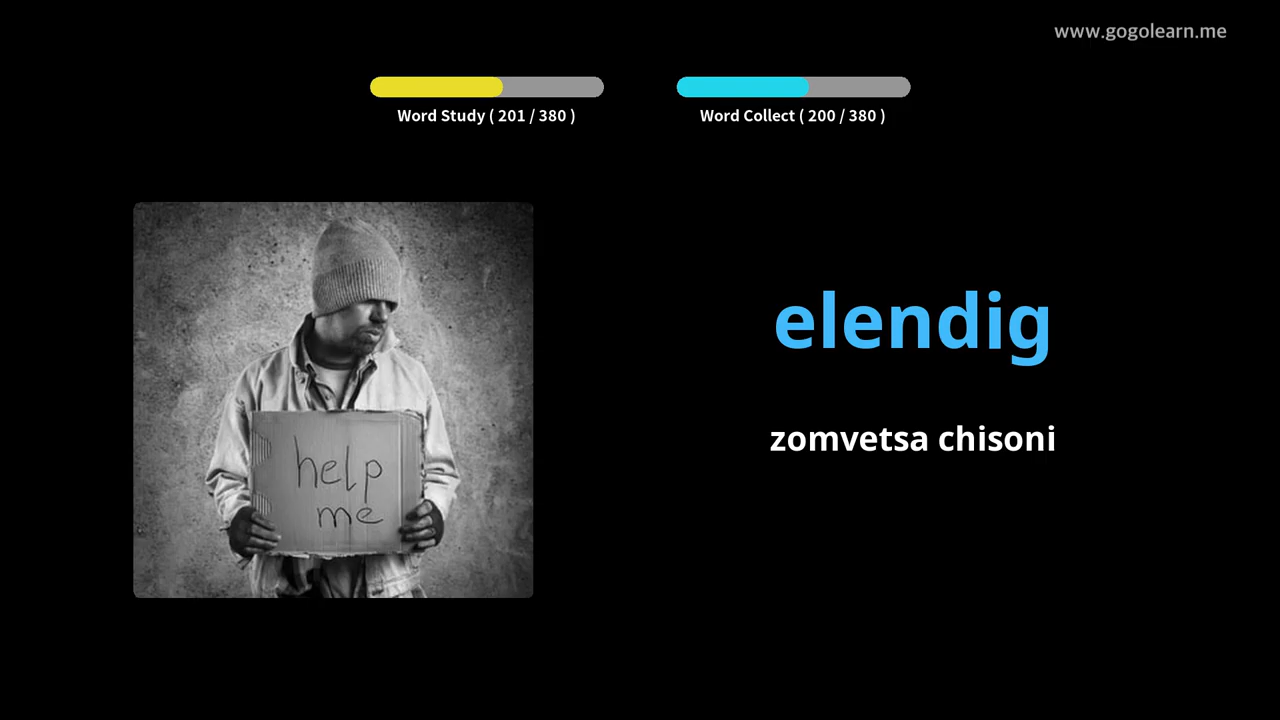 www.gogolearn.me
Word Study ( 201 / 380 )
Word Collect ( 200 / 380 )
help
me
elendig
zomvetsa chisoni